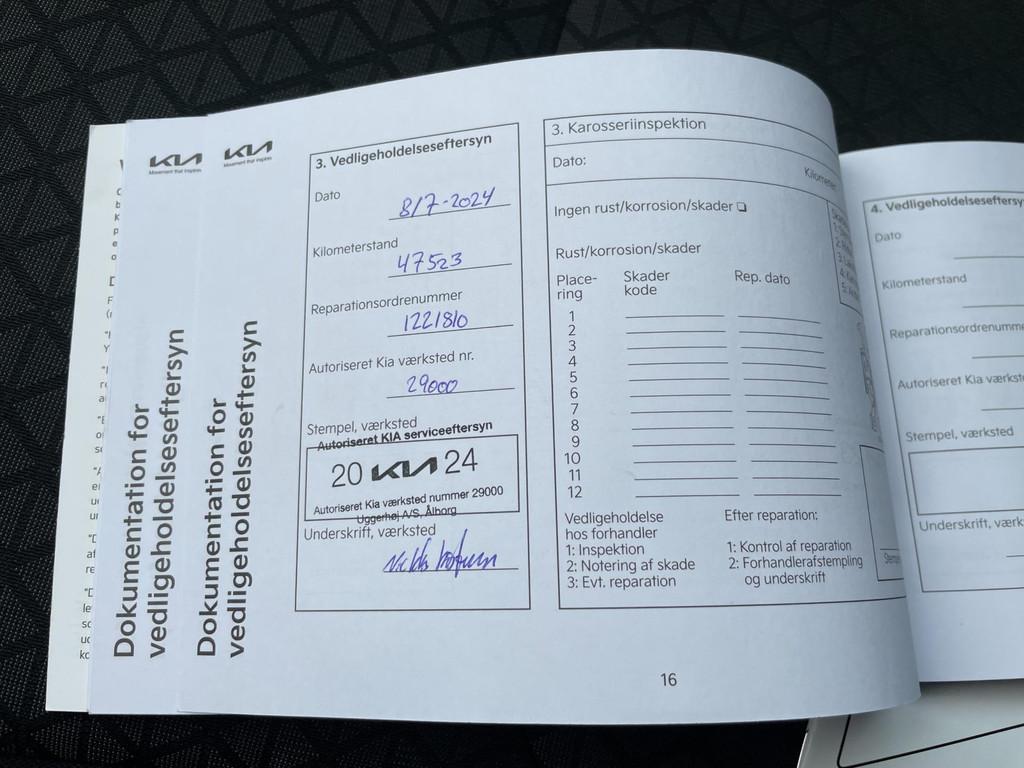 KIA
Movement that inspires
KIA
Movement that inspires
Dokumentation for
vedligeholdelseseftersyn
Dokumentation for
vedligeholdelseseftersyn
3. Vedligeholdelseseftersyn
Dato
8/7-2024
Kilometerstand
47523
Reparationsordrenummer
1221810
Autoriseret Kia værksted nr.
29000
Stempel, værksted
Autoriseret KIA serviceeftersyn
20 KIA 24
Autoriseret Kia værksted nummer 29000
Uggerhøj A/S, Ålborg
Underskrift, værksted
3. Karosseriinspektion
Dato:
Kilometer
Ingen rust/korrosion/skader
Rust/korrosion/skader
Place-
ring
Skader
kode
Rep. dato
1
2
3
4
5
6
7
8
9
10
11
12
Vedligeholdelse
hos forhandler
1: Inspektion
2: Notering af skade
3: Evt. reparation
Efter reparation:
1: Kontrol af reparation
2: Forhandlerafstempling
og underskrift
16
4. Vedligeholdelseseftersy
Dato
Kilometerstand
Reparationsordrenumm
Autoriseret Kia værkst
Stempel, værksted
Underskrift, værk